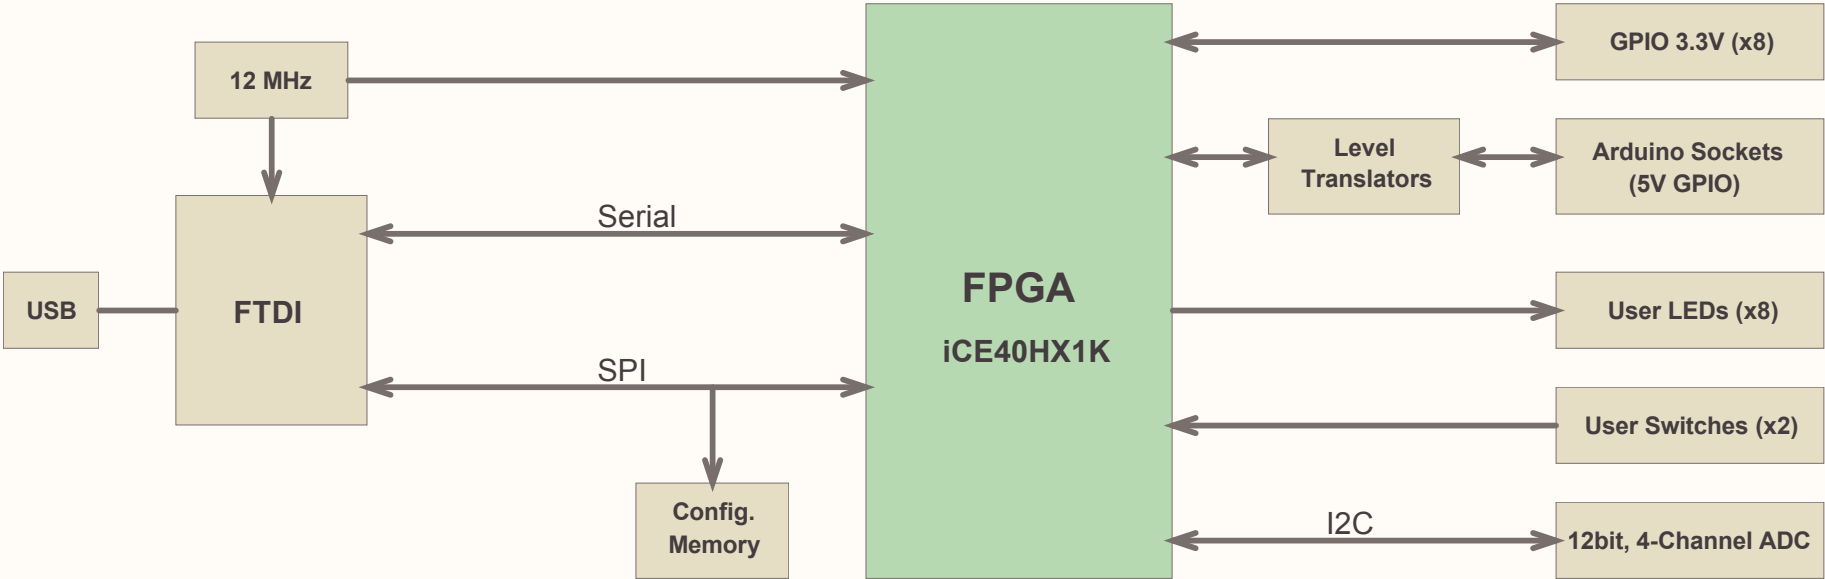 12 MHz
USB
FTDI
Serial
SPI
Config.
Memory
FPGA
iCE40HX1K
GPIO 3.3V (x8)
Level
Translators
Arduino Sockets
(5V GPIO)
User LEDs (x8)
User Switches (x2)
I2C
12bit, 4-Channel ADC